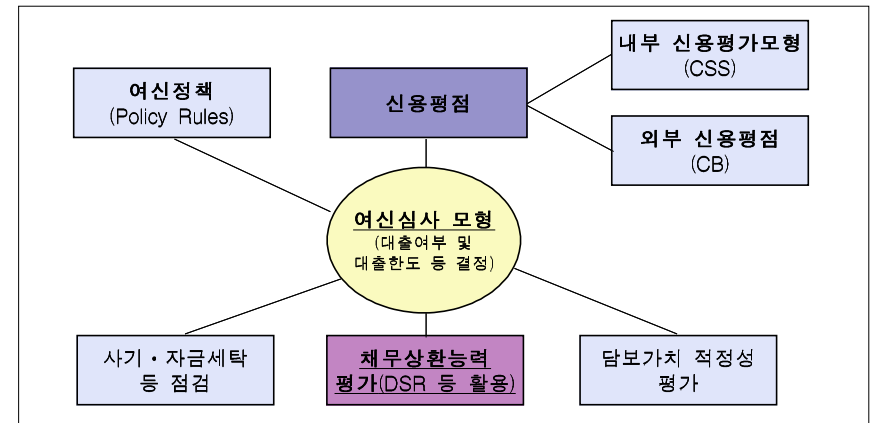 내부 신용평가모형
(CSS)
여신정책
(Policy Rules)
신용평점
외부 신용평점
(CB)
여신심사 모형
(대출여부 및
대출한도 등 결정)
사기・자금세탁
등 점검
채무상환능력
평가(DSR 등 활용)
담보가치 적정성
평가